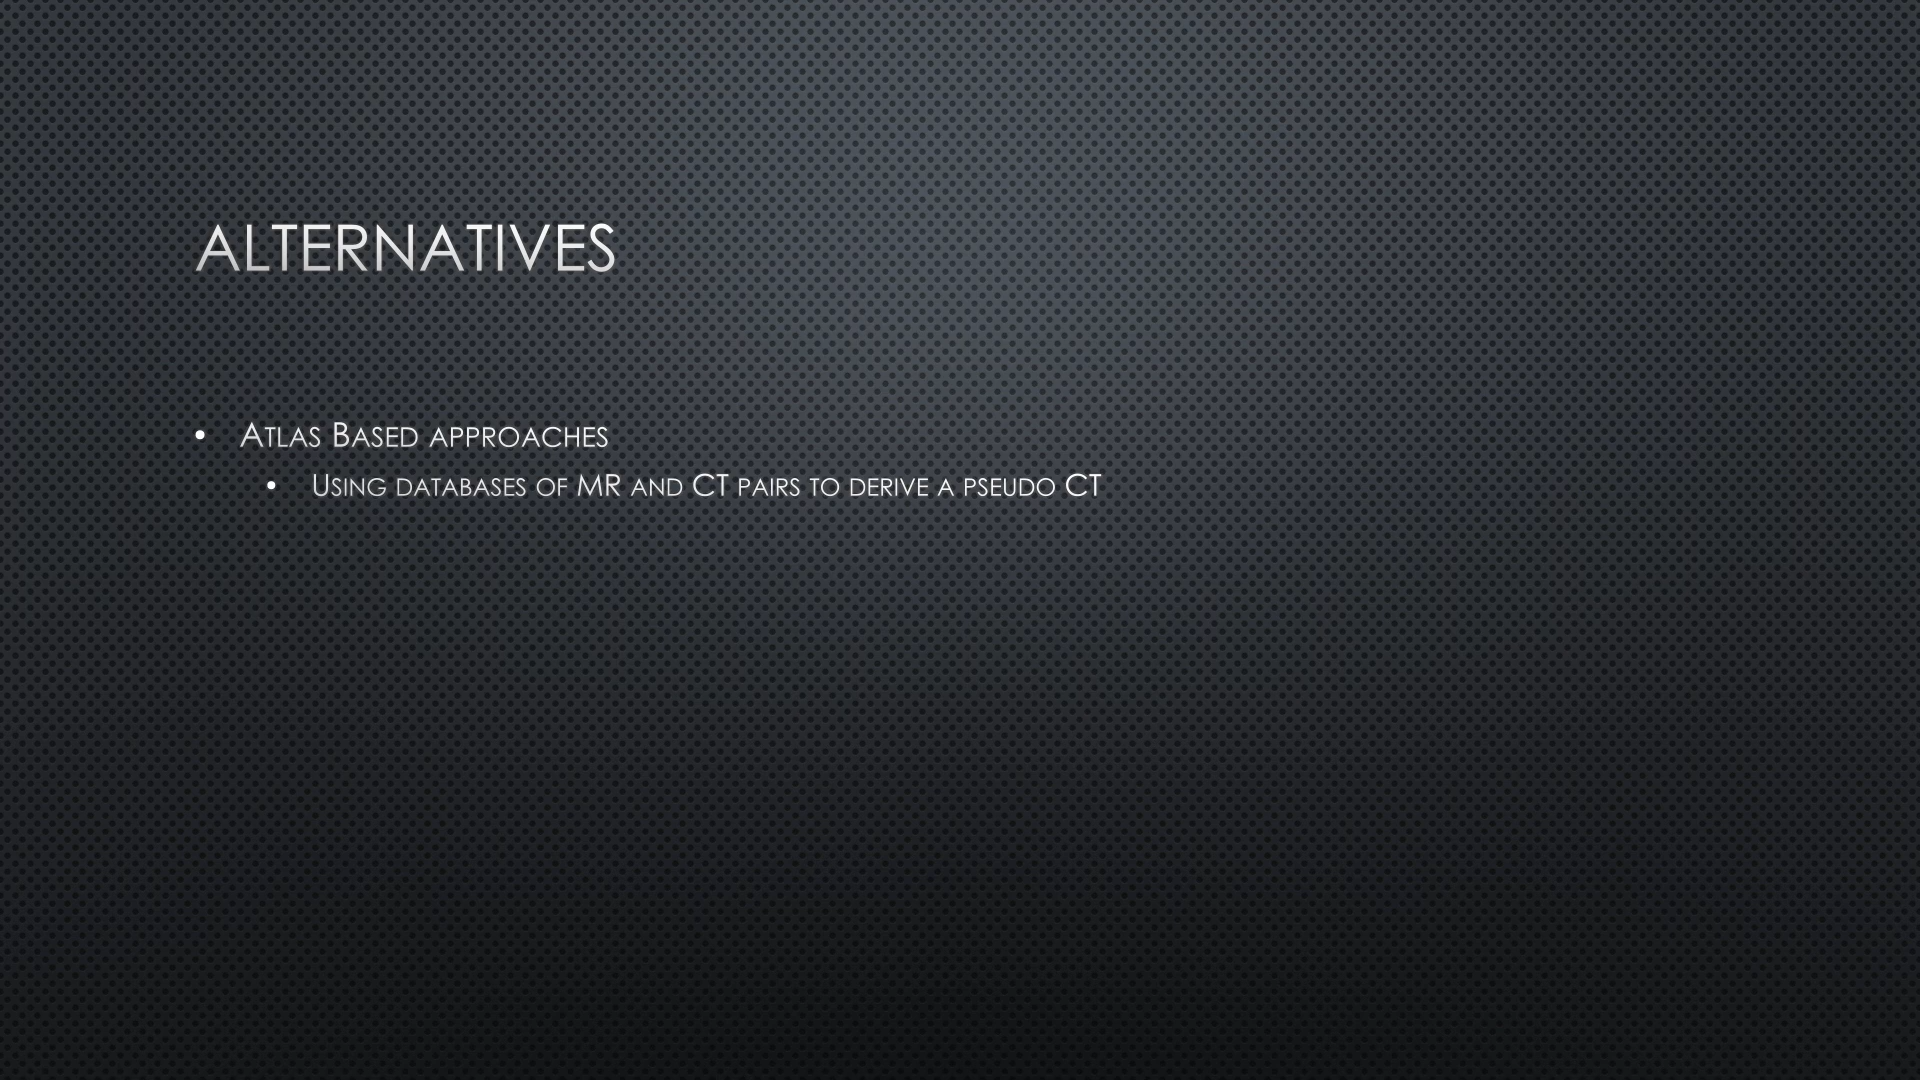 ALTERNATIVES
• Atlas Based approaches
• Using databases of MR and CT pairs to derive a pseudo CT